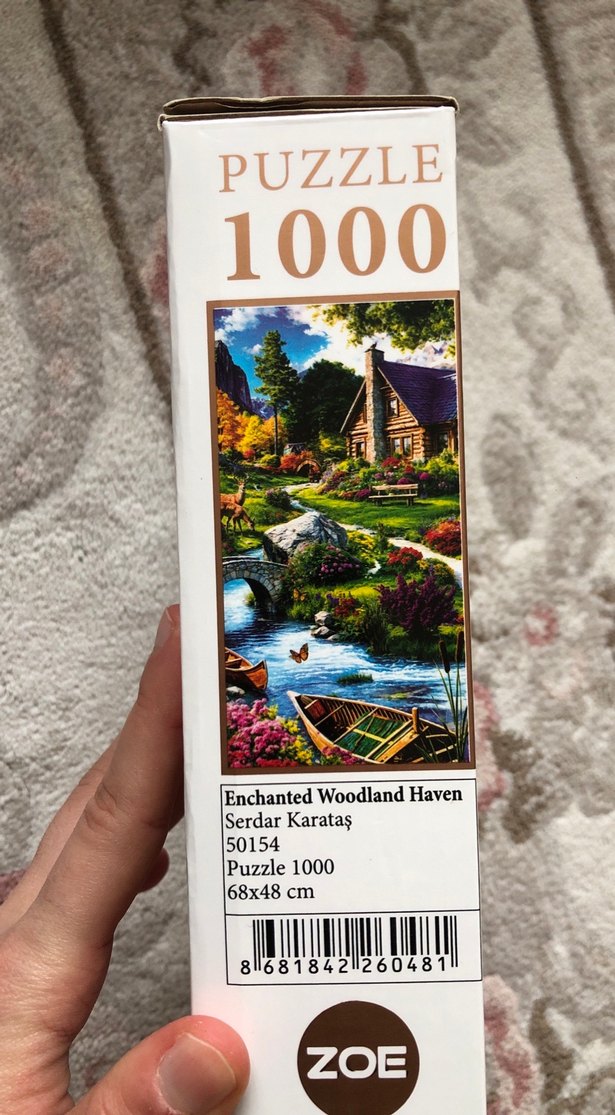 PUZZLE
1000
Enchanted Woodland Haven
Serdar Karataş
50154
Puzzle 1000
68x48 cm
8 681842 260481
ZOE